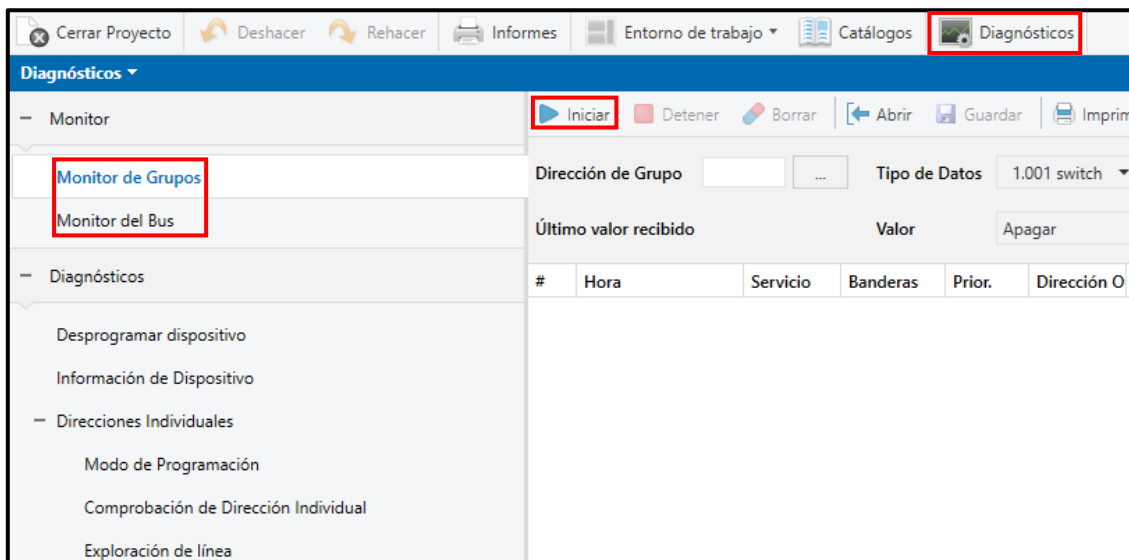 Cerrar Proyecto Deshacer Rehacer Informes Entorno de trabajo Catálogos Diagnósticos
Diagnósticos
Monitor
Iniciar Detener Borrar Abrir Guardar Imprim
Monitor de Grupos
Dirección de Grupo ... Tipo de Datos 1.001 switch
Monitor del Bus
Último valor recibido Valor Apagar
Diagnósticos
# Hora Servicio Banderas Prior. Dirección O
Desprogramar dispositivo
Información de Dispositivo
Direcciones Individuales
Modo de Programación
Comprobación de Dirección Individual
Exploración de línea